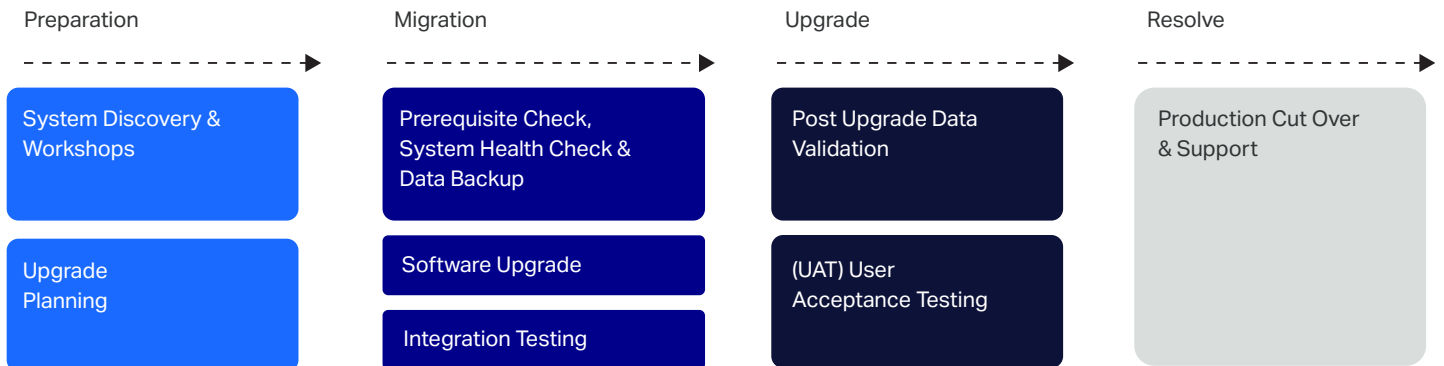 Preparation
Migration
Upgrade
Resolve
System Discovery &
Workshops
Upgrade
Planning
Prerequisite Check,
System Health Check &
Data Backup
Software Upgrade
Integration Testing
Post Upgrade Data
Validation
(UAT) User
Acceptance Testing
Production Cut Over
& Support